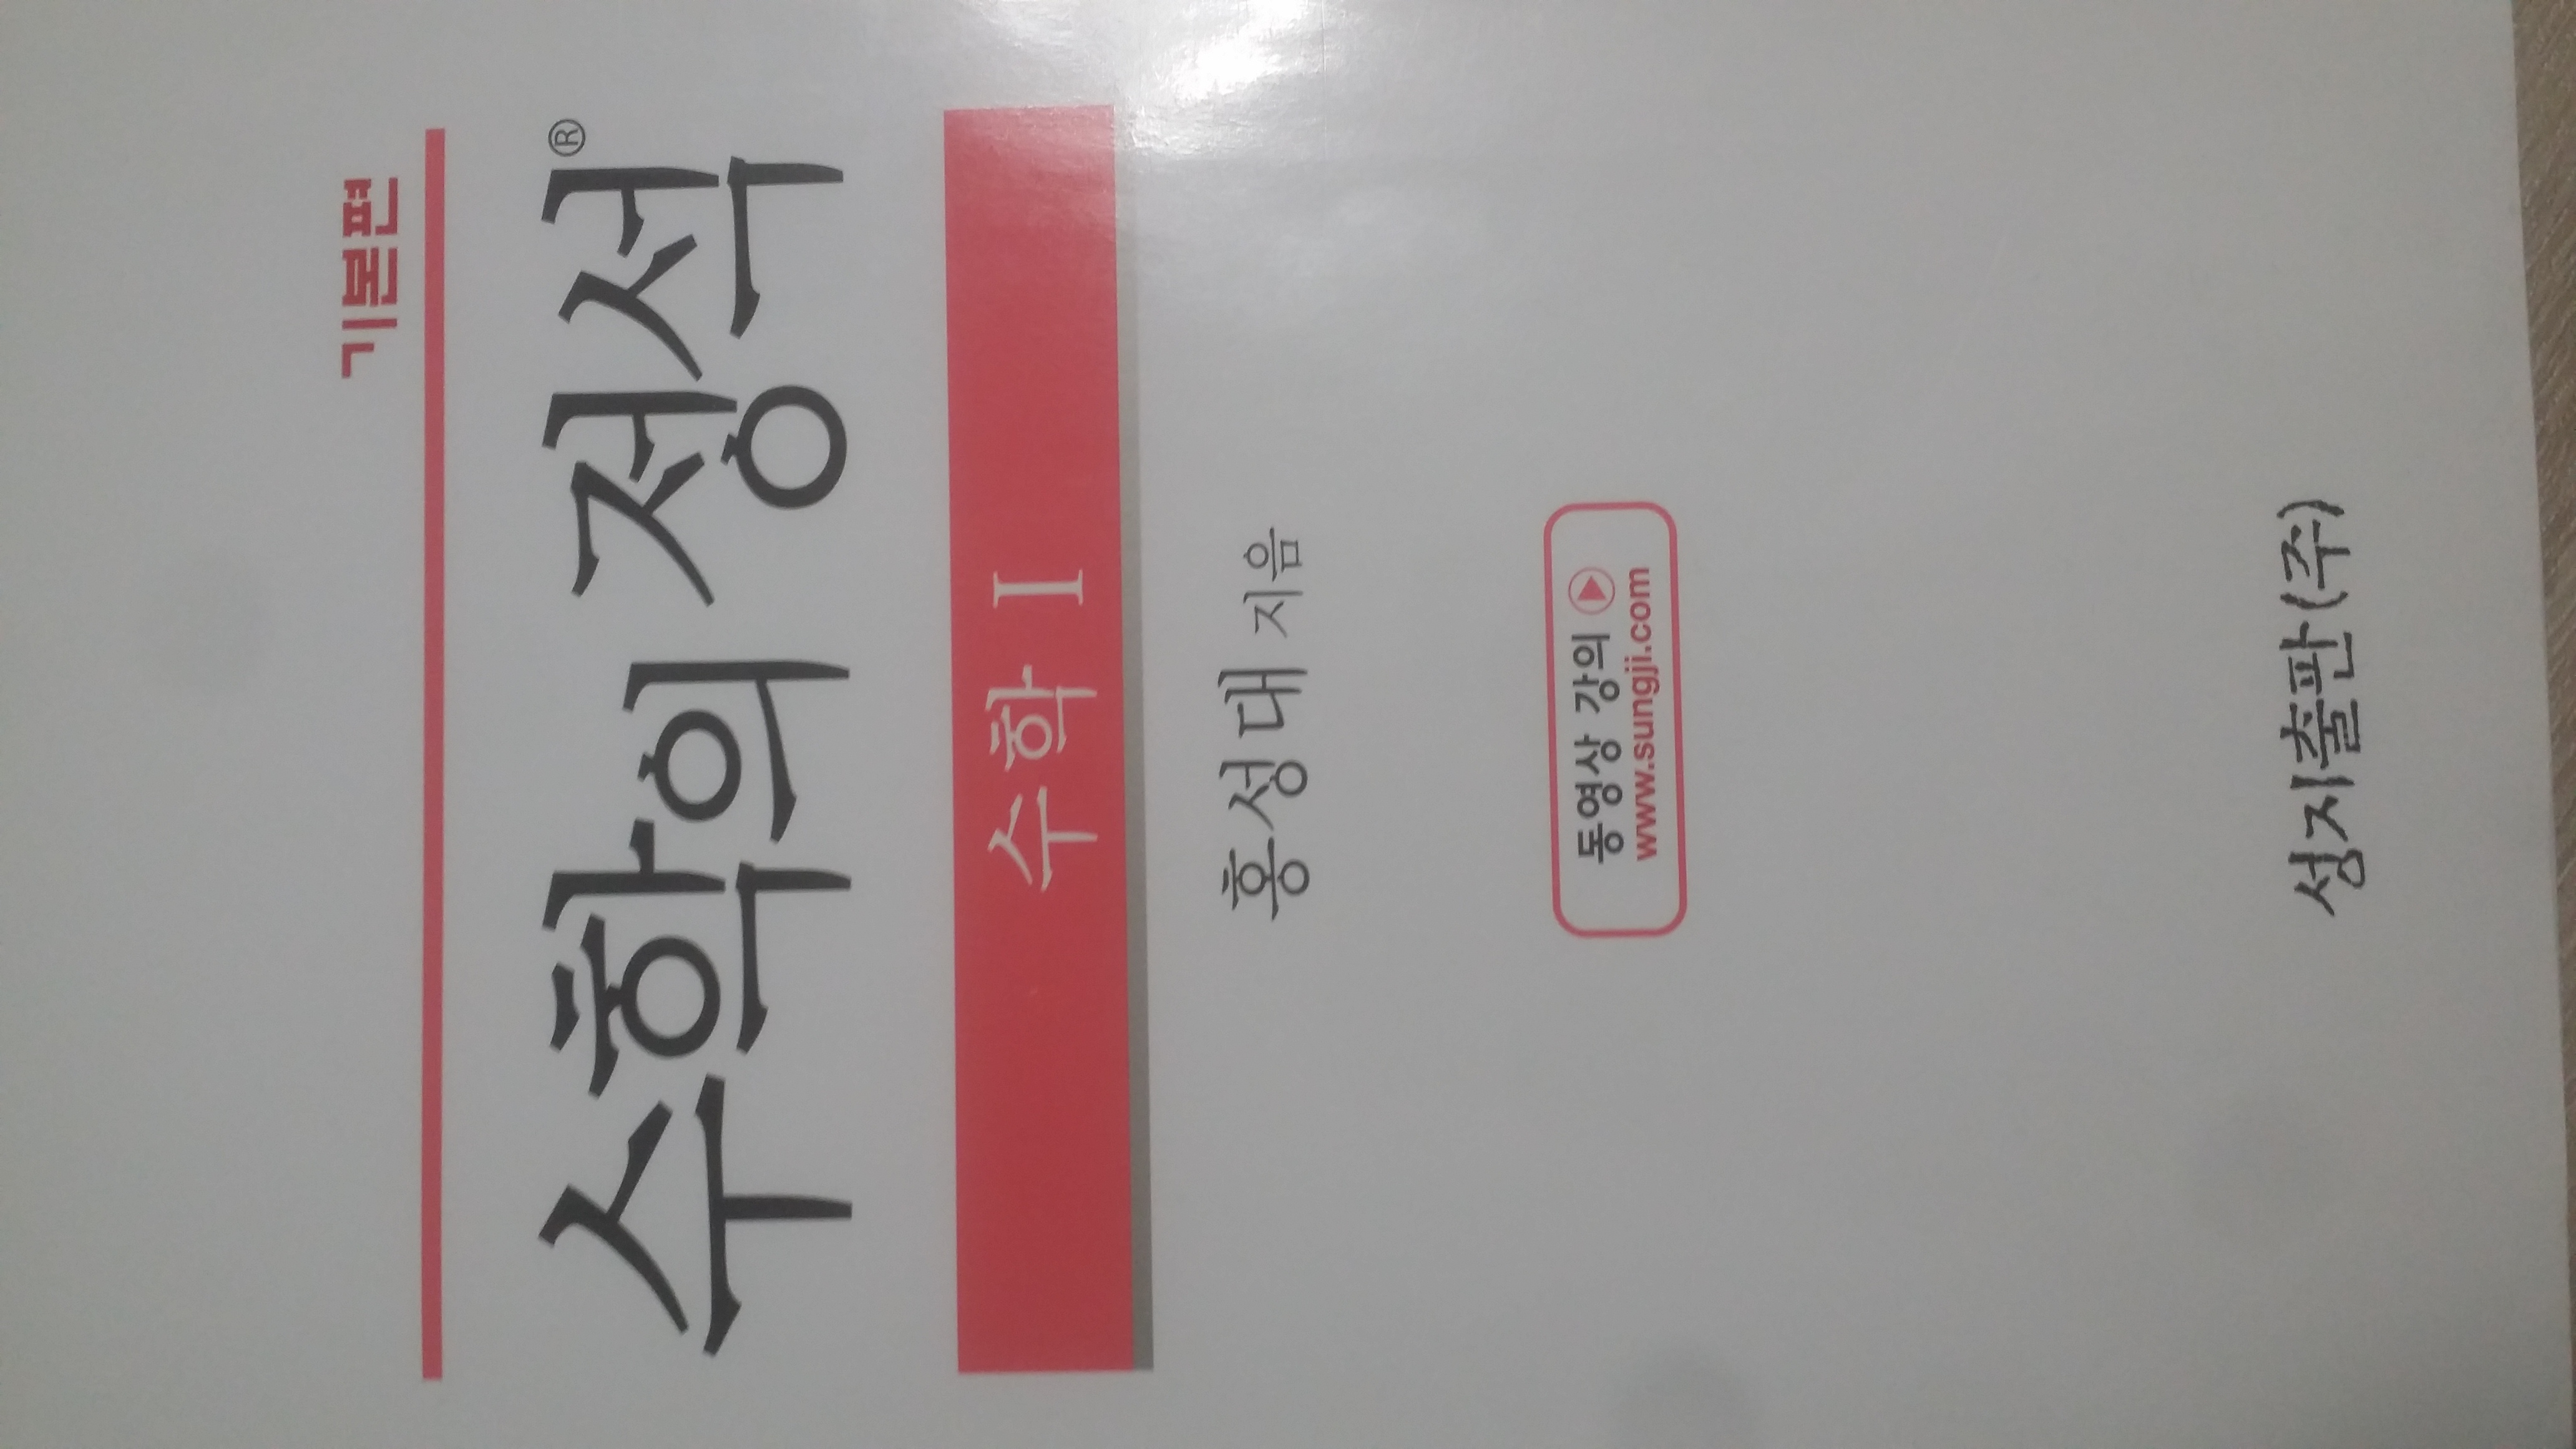 기본편
수학의 정석®
수학 I
홍성대 지음
동영상 강의
www.sungji.com
성지출판(주)